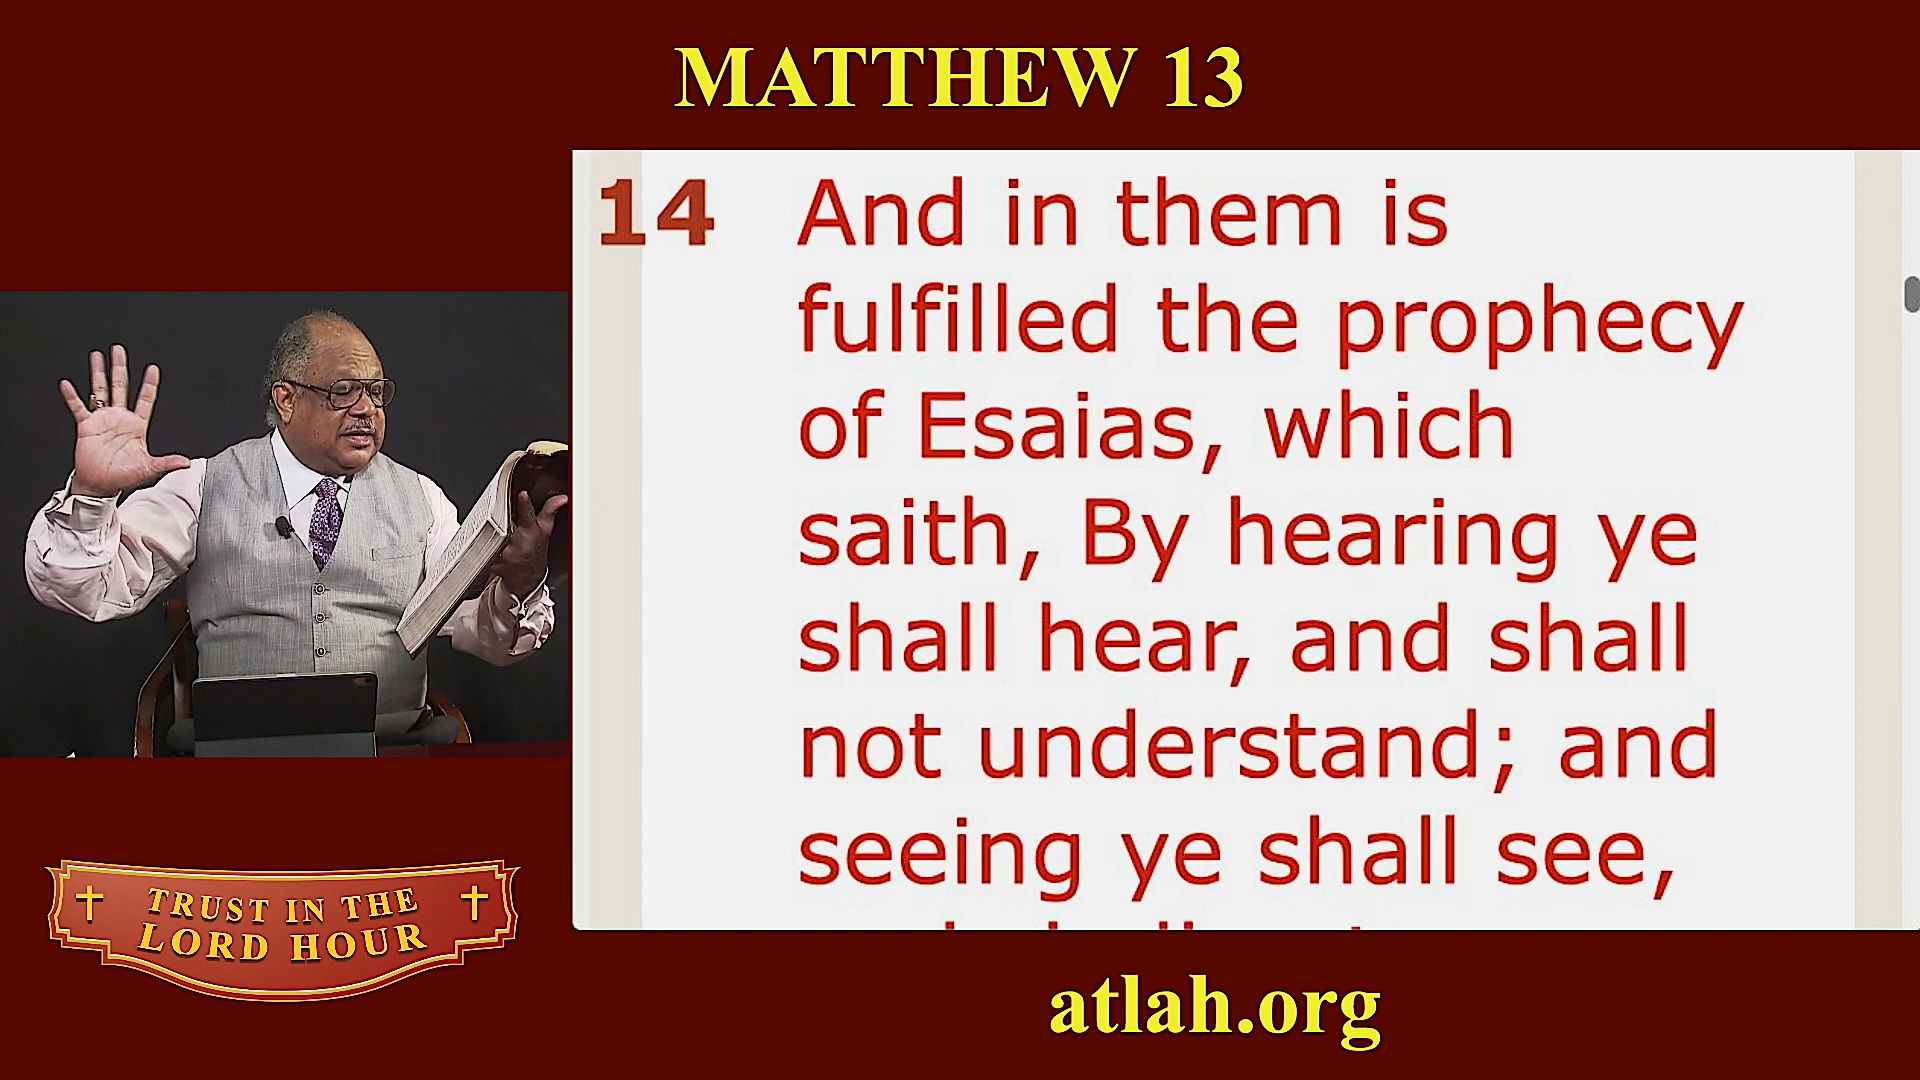 MATTHEW 13
14 And in them is
fulfilled the prophecy
of Esaias, which
saith, By hearing ye
shall hear, and shall
not understand; and
seeing ye shall see,
TRUST IN THE
LORD HOUR
atlah.org